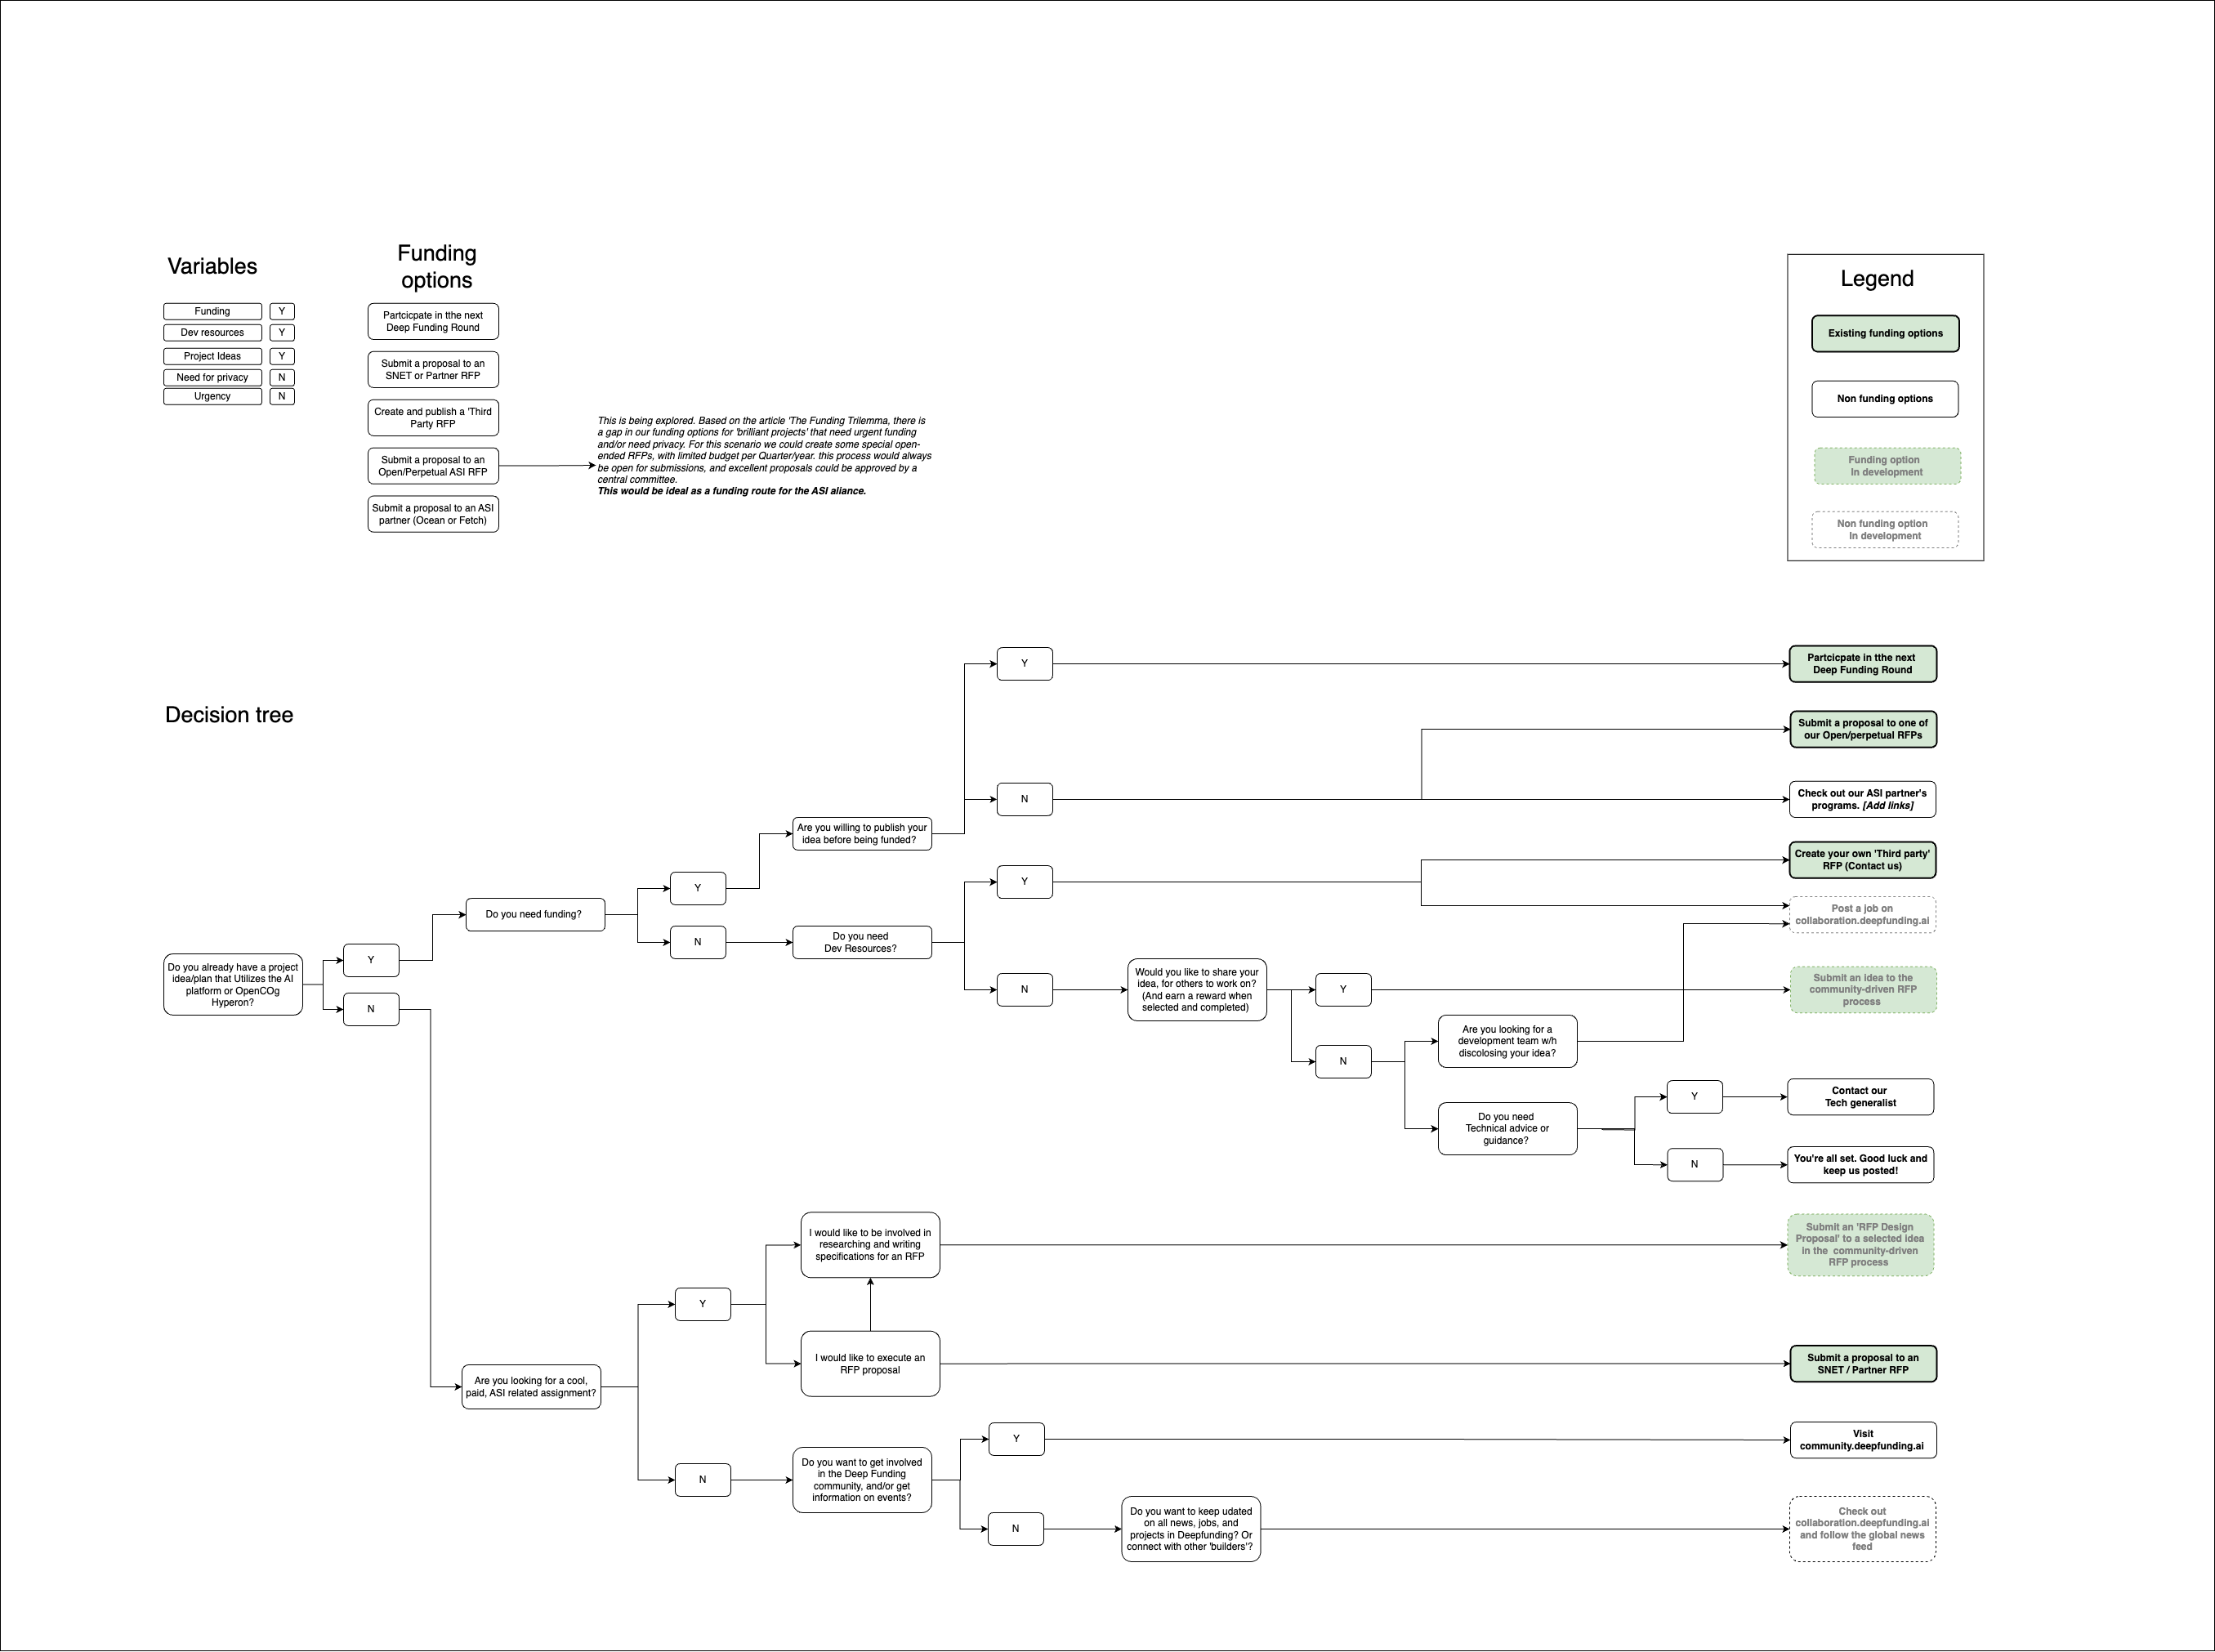 Variables
Funding
Y
Dev resources
Y
Project Ideas
Y
Need for privacy
N
Urgency
N
Funding
options
Partcicpate in tthe next
Deep Funding Round
Submit a proposal to an
SNET or Partner RFP
Create and publish a 'Third
Party RFP
Submit a proposal to an
Open/Perpetual ASI RFP
Submit a proposal to an ASI
partner (Ocean or Fetch)
This is being explored. Based on the article 'The Funding Trilemma, there is
a gap in our funding options for 'brilliant projects' that need urgent funding
and/or need privacy. For this scenario we could create some special open-
ended RFPs, with limited budget per Quarter/year. this process would always
be open for submissions, and excellent proposals could be approved by a
central committee.
This would be ideal as a funding route for the ASI aliance.
Legend
Existing funding options
Non funding options
Funding option
In development
Non funding option
In development
Decision tree
Do you already have a project
idea/plan that Utilizes the AI
platform or OpenCOg
Hyperon?
Y
N
Do you need funding?
Y
N
Are you willing to publish your
idea before being funded?
Y
Partcicpate in tthe next
Deep Funding Round
N
Submit a proposal to one of
our Open/perpetual RFPs
Check out our ASI partner's
programs. [Add links]
Do you need
Dev Resources?
Y
Create your own 'Third party'
RFP (Contact us)
Post a job on
collaboration.deepfunding.ai
N
Would you like to share your
idea, for others to work on?
(And earn a reward when
selected and completed)
Y
Submit an idea to the
community-driven RFP
process
N
Are you looking for a
development team w/h
discolosing your idea?
Do you need
Technical advice or
guidance?
Y
Contact our
Tech generalist
N
You're all set. Good luck and
keep us posted!
Are you looking for a cool,
paid, ASI related assignment?
Y
I would like to be involved in
researching and writing
specifications for an RFP
Submit an 'RFP Design
Proposal' to a selected idea
in the community-driven
RFP process
I would like to execute an
RFP proposal
Submit a proposal to an
SNET / Partner RFP
N
Do you want to get involved
in the Deep Funding
community, and/or get
information on events?
Y
Visit
community.deepfunding.ai
N
Do you want to keep udated
on all news, jobs, and
projects in Deepfunding? Or
connect with other 'builders'?
Check out
collaboration.deepfunding.ai
and follow the global news
feed